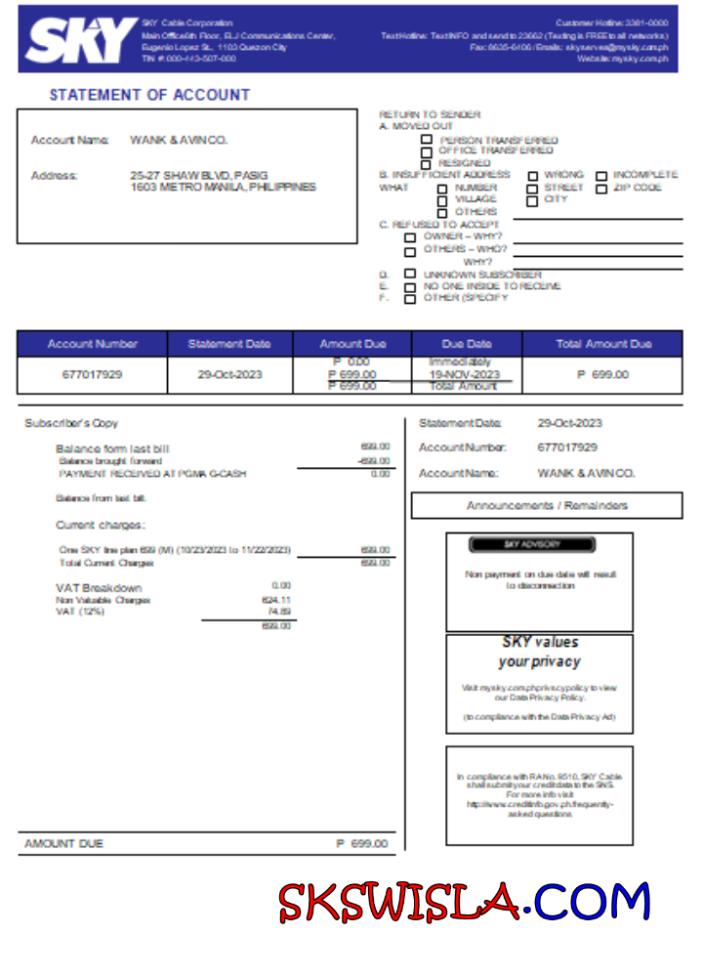 SKY
SKY Cable Corporation
Main Office6th Floor, ELJ Communications Center,
Eugenio Lopez St., 1103 Quezon City
TIN #: 000-443-507-000
Customer Hotline: 3381-0000
Text Hotline: Text INFO and send to 23662 (Texting is FREE to all networks)
Fax: 8635-6406 / Emails: skyserves@mysky.com.ph
Website: mysky.com.ph
STATEMENT OF ACCOUNT
Account Name: WANK & AVIN CO.
Address: 25-27 SHAW BLVD, PASIG
1603 METRO MANILA, PHILIPPINES
RETURN TO SENDER
A. MOVED OUT
PERSON TRANSFERRED
OFFICE TRANSFERRED
RESIGNED
B. INSUFFICIENT ADDRESS WRONG INCOMPLETE
WHAT NUMBER STREET ZIP CODE
VILLAGE CITY
OTHERS
C. REFUSED TO ACCEPT
OWNER – WHY?
OTHERS – WHO?
WHY?
D. UNKNOWN SUBSCRIBER
E. NO ONE INSIDE TO RECEIVE
F. OTHER (SPECIFY
Account Number Statement Date Amount Due Due Date Total Amount Due
P 0.00 Immediately
677017929 29-Oct-2023 P 699.00 19-NOV-2023 P 699.00
P 699.00 Total Amount
Subscriber's Copy
Balance form last bill 699.00
Balance brought forward -699.00
PAYMENT RECEIVED AT PGMA G-CASH 0.00
Balance from last bill.
Current charges:
One SKY line plan 699 (M) (10/23/2023 to 11/22/2023) 699.00
Total Current Charges 699.00
VAT Breakdown 0.00
Non Valuable Charges 624.11
VAT (12%) 74.89
699.00
AMOUNT DUE P 699.00
Statement Date: 29-Oct-2023
Account Number: 677017929
Account Name: WANK & AVIN CO.
Announcements / Remainders
SKY ADVISORY
Non payment on due date will result
to disconnection
SKY values
your privacy
Visit mysky.com.phprivacypolicy to view
our Data Privacy Policy.
(to compliance with the Data Privacy Ad)
In compliance with RA No. 9510, SKY Cable
shall submit your credit data to the SNS.
For more info visit
http://www.creditinfo.gov.ph.frequently-
asked questions
SKSWISLA.COM